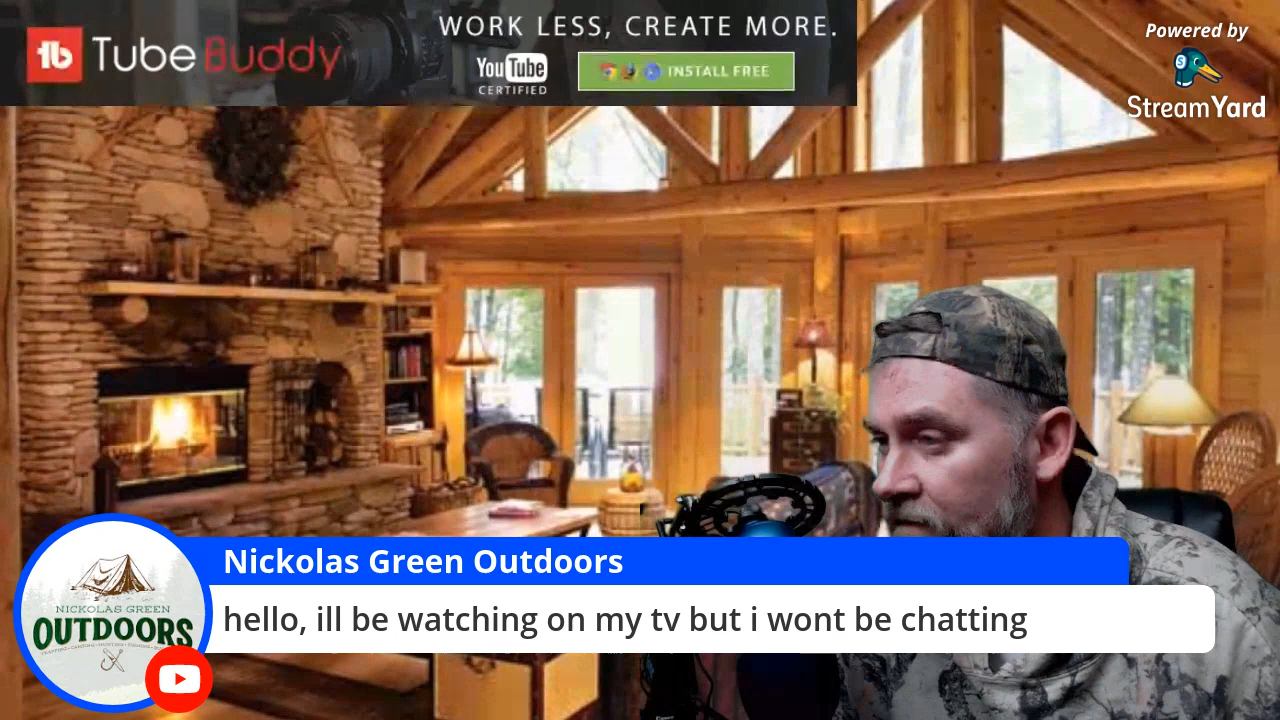 WORK LESS, CREATE MORE.
TubeBuddy
YouTube
CERTIFIED
INSTALL FREE
Powered by
StreamYard
Nickolas Green Outdoors
hello, ill be watching on my tv but i wont be chatting
NICKOLAS GREEN
OUTDOORS